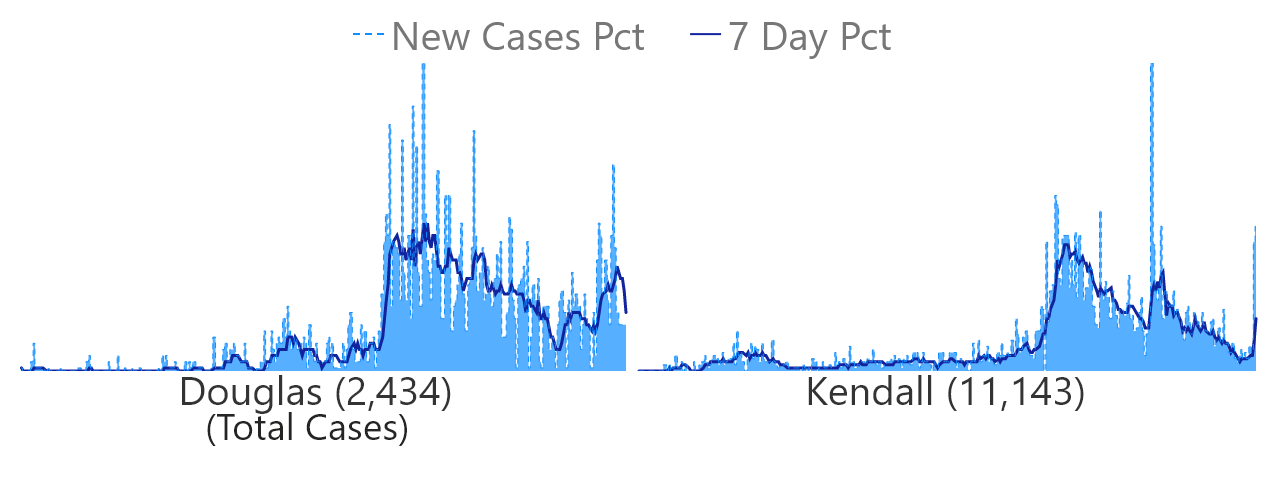 New Cases Pct 7 Day Pct
Douglas (2,434)
(Total Cases)
Kendall (11,143)